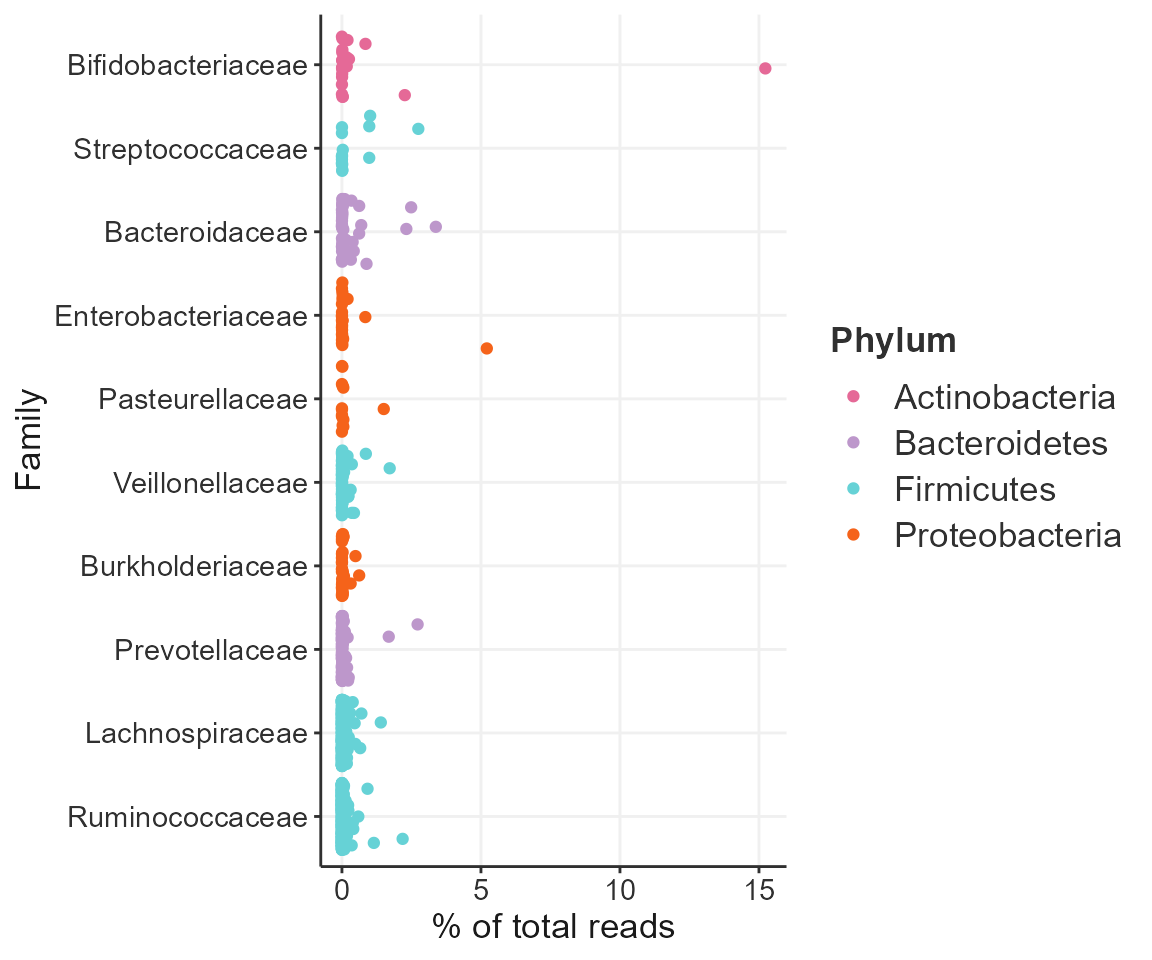 Family
Bifidobacteriaceae
Streptococcaceae
Bacteroidaceae
Enterobacteriaceae
Pasteurellaceae
Veillonellaceae
Burkholderiaceae
Prevotellaceae
Lachnospiraceae
Ruminococcaceae
0 5 10 15
% of total reads
Phylum
Actinobacteria
Bacteroidetes
Firmicutes
Proteobacteria